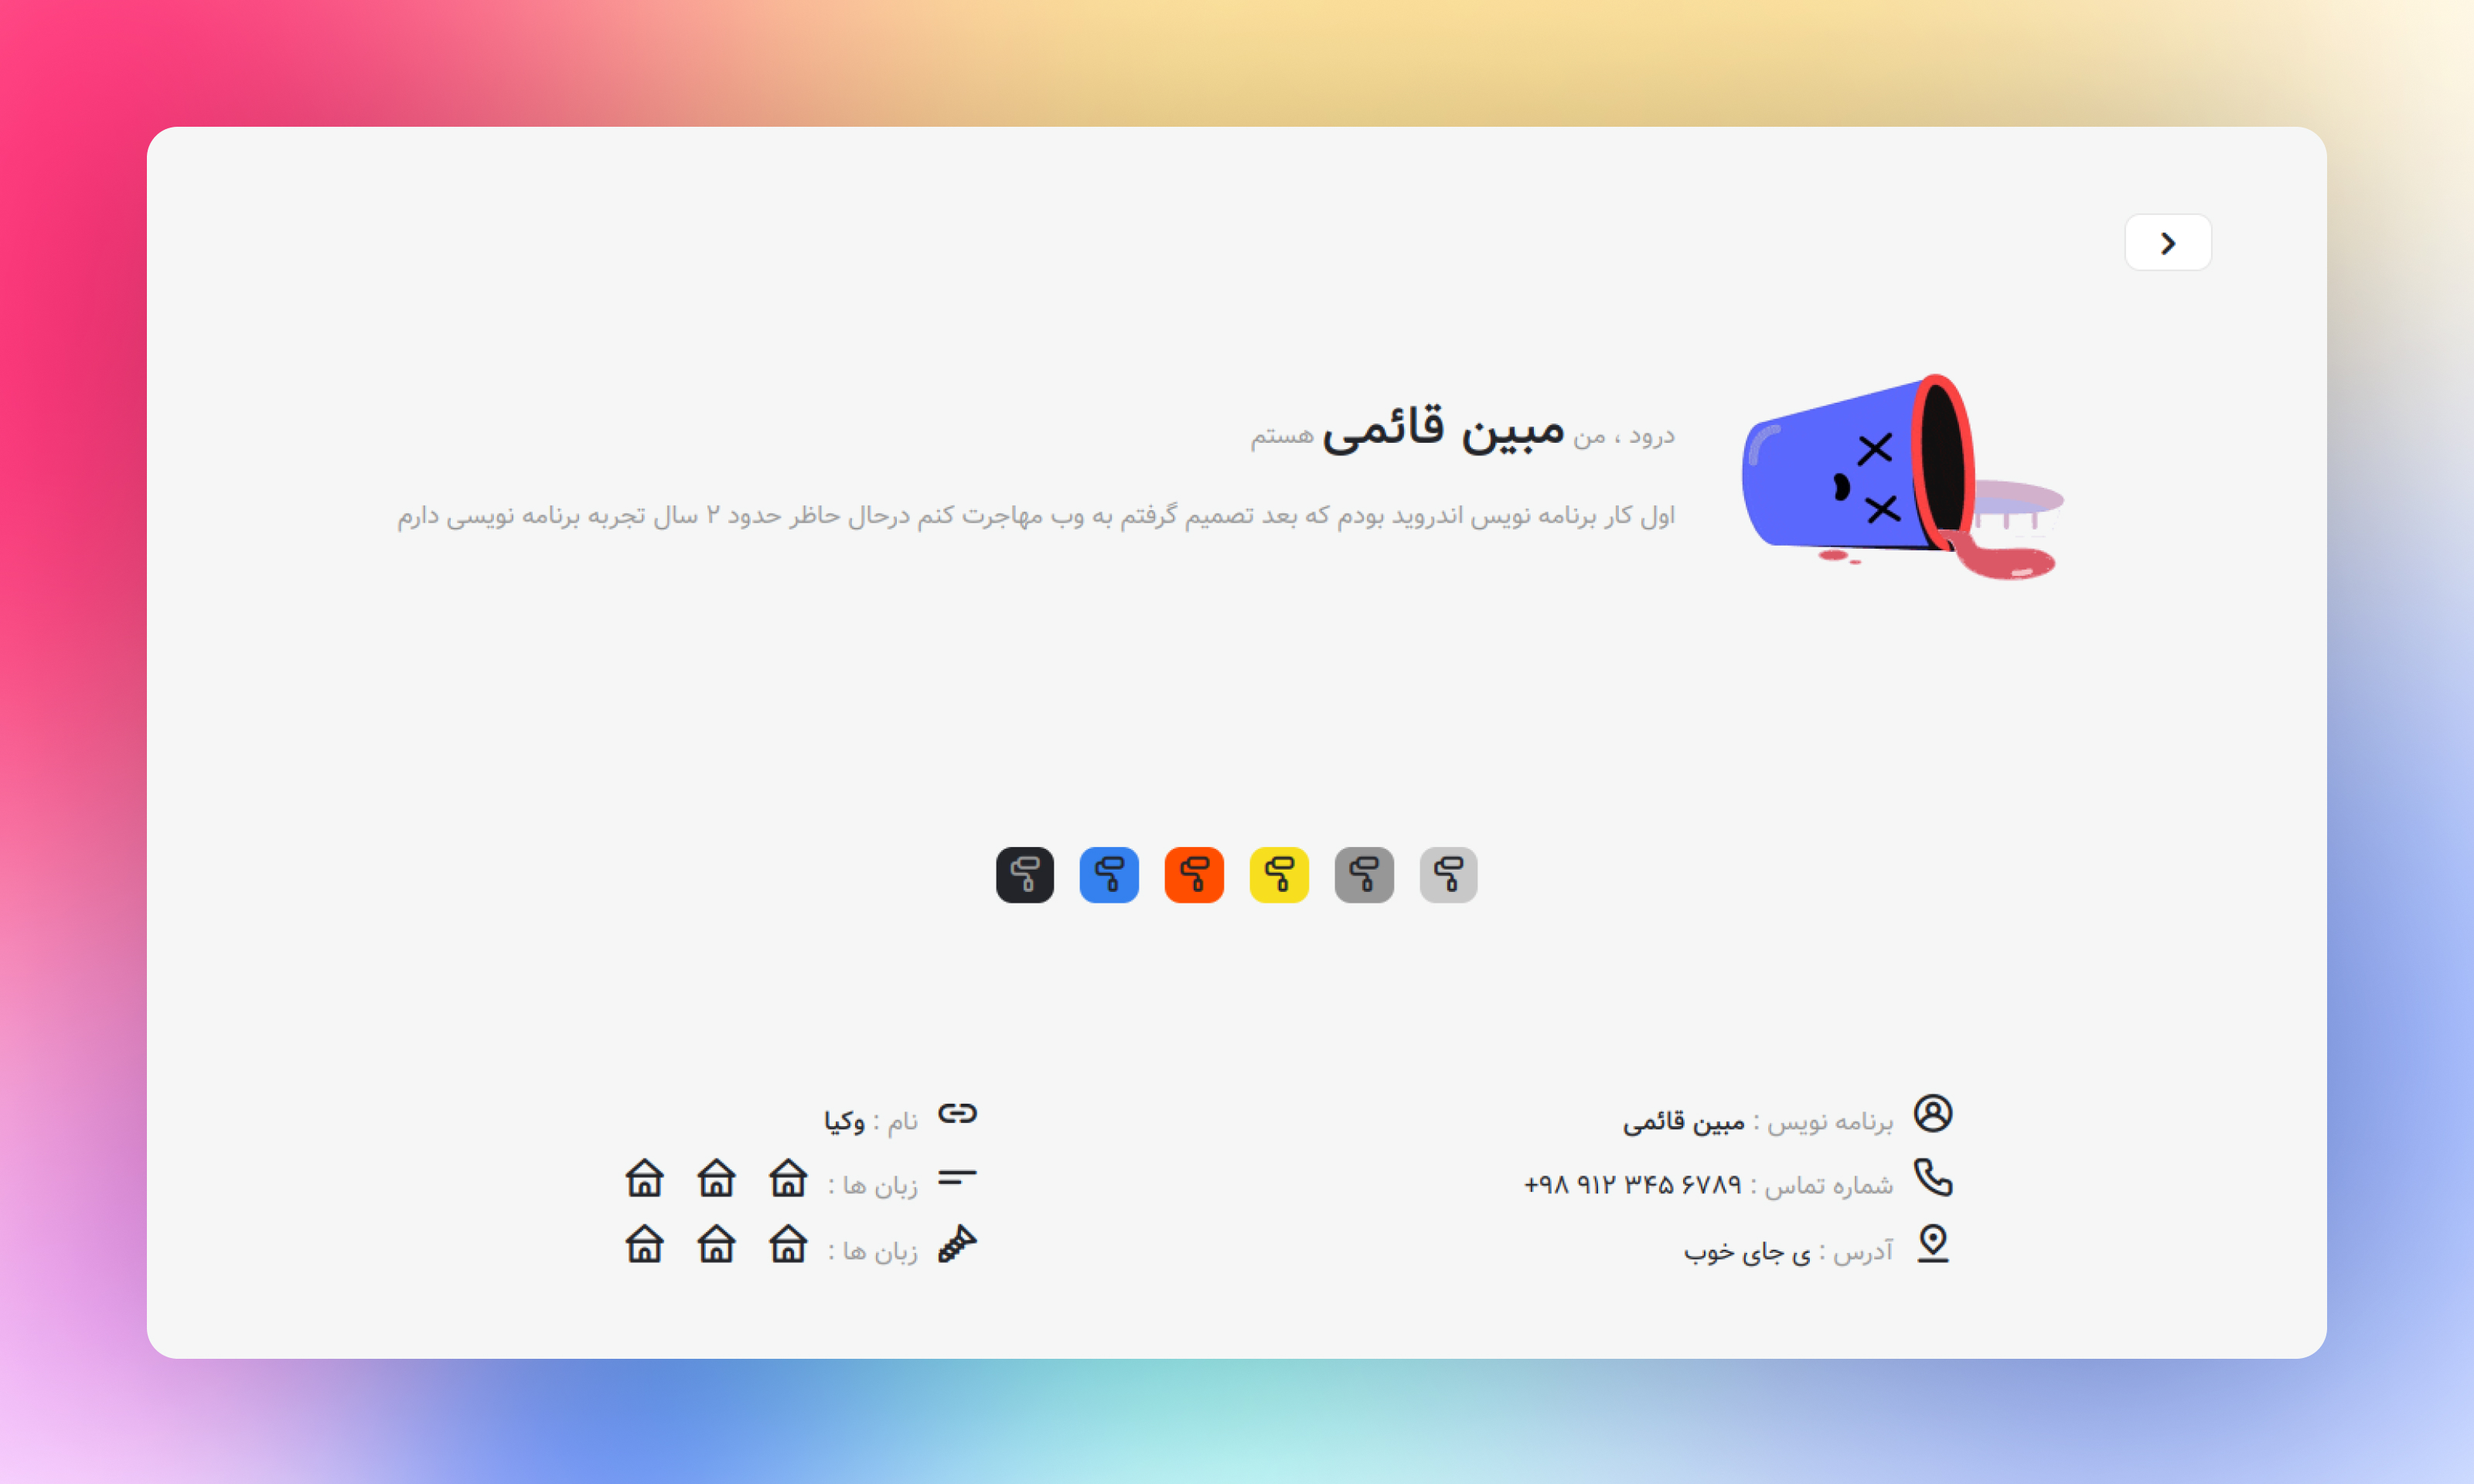 درود ، من مبین قائمی هستم
اول کار برنامه نویس اندروید بودم که بعد تصمیم گرفتم به وب مهاجرت کنم درحال حاظر حدود ۲ سال تجربه برنامه نویسی دارم
برنامه نویس : مبین قائمی
شماره تماس : ۶۷۸۹ ۳۴۵ ۹۱۲ ۹۸+
آدرس : ی جای خوب
نام : وکیا
زبان ها :
زبان ها :